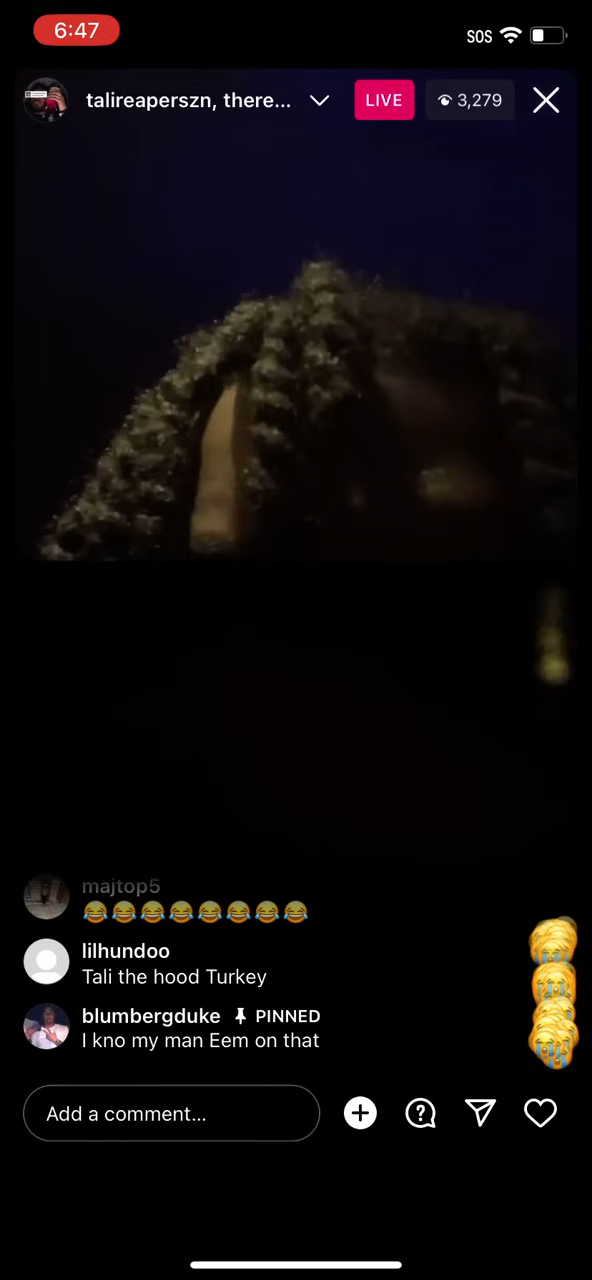 6:47
SOS
talireaperszn, there...
LIVE
3,279
majtop5
😂😂😂😂😂😂😂😂
lilhundoo
Tali the hood Turkey
blumbergduke PINNED
I kno my man Eem on that
Add a comment...